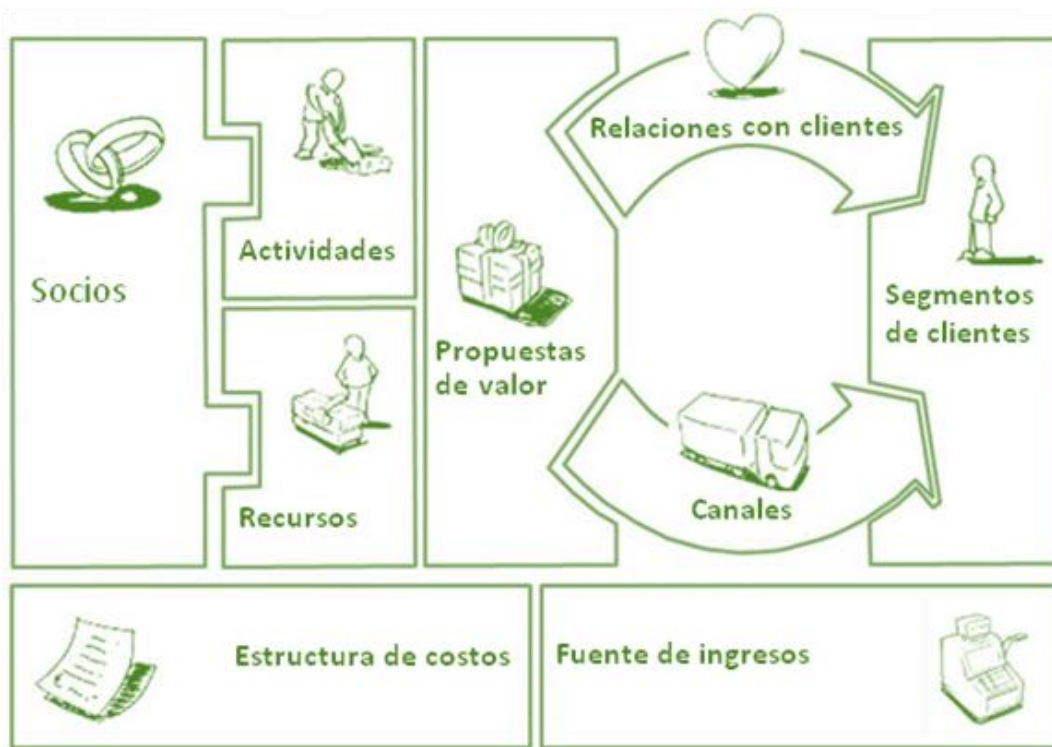 Socios
Actividades
Recursos
Propuestas
de valor
Relaciones con clientes
Canales
Segmentos
de clientes
Estructura de costos
Fuente de ingresos